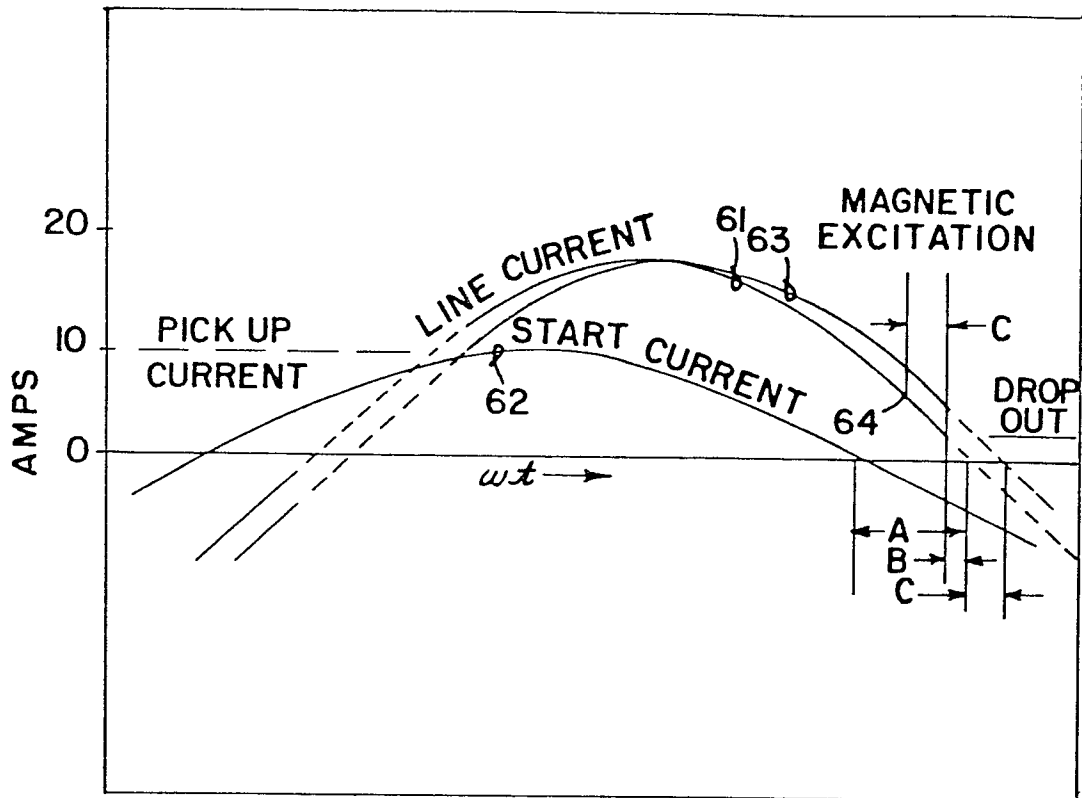 20
10
0
AMPS
PICK UP
CURRENT
LINE CURRENT
START CURRENT
62
61
63
MAGNETIC
EXCITATION
C
64
DROP
OUT
ωt
A
B
C